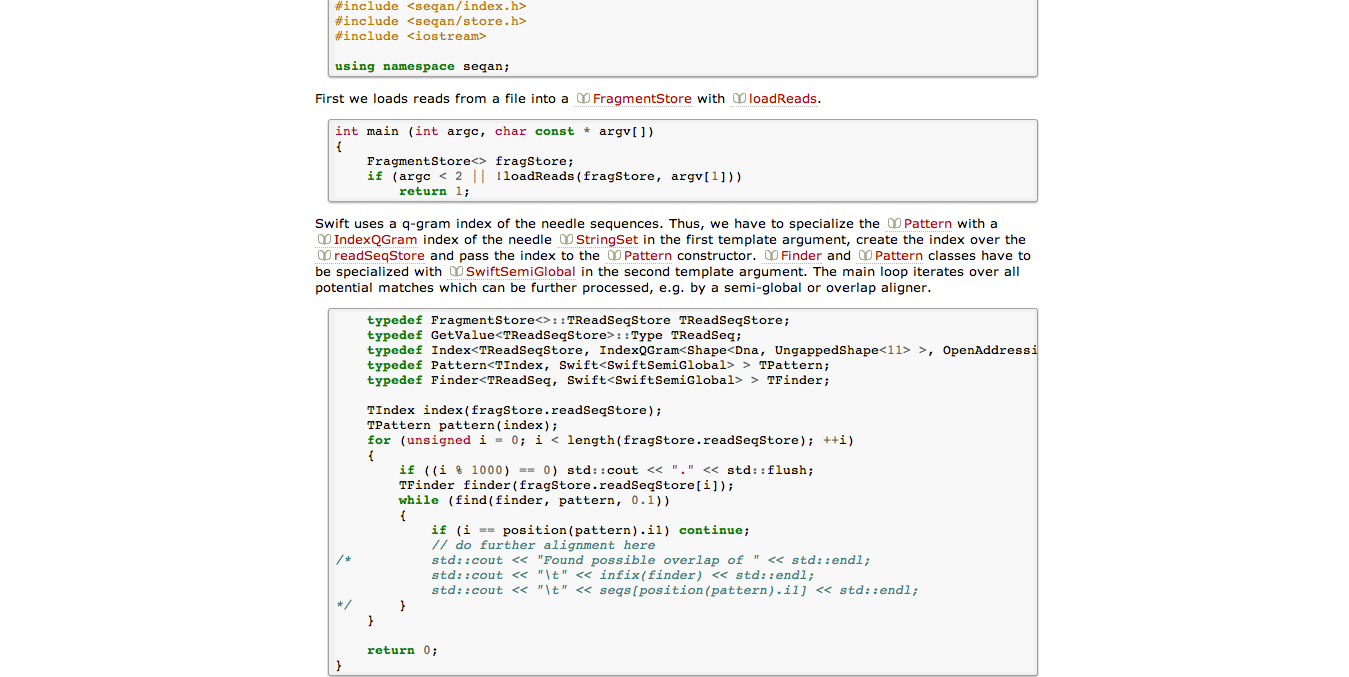 #include <seqan/index.h>
#include <seqan/store.h>
#include <iostream>
using namespace seqan;
First we loads reads from a file into a FragmentStore with loadReads.
int main (int argc, char const * argv[])
{
FragmentStore<> fragStore;
if (argc < 2 || !loadReads(fragStore, argv[1]))
return 1;
Swift uses a q-gram index of the needle sequences. Thus, we have to specialize the Pattern with a
IndexQGram index of the needle StringSet in the first template argument, create the index over the
readSeqStore and pass the index to the Pattern constructor. Finder and Pattern classes have to
be specialized with SwiftSemiGlobal in the second template argument. The main loop iterates over all
potential matches which can be further processed, e.g. by a semi-global or overlap aligner.
typedef FragmentStore<>::TReadSeqStore TReadSeqStore;
typedef GetValue<TReadSeqStore>::Type TReadSeq;
typedef Index<TReadSeqStore, IndexQGram<Shape<Dna, UngappedShape<11> >, OpenAddressi
typedef Pattern<TIndex, Swift<SwiftSemiGlobal> > TPattern;
typedef Finder<TReadSeq, Swift<SwiftSemiGlobal> > TFinder;
TIndex index(fragStore.readSeqStore);
TPattern pattern(index);
for (unsigned i = 0; i < length(fragStore.readSeqStore); ++i)
{
if ((i % 1000) == 0) std::cout << "." << std::flush;
TFinder finder(fragStore.readSeqStore[i]);
while (find(finder, pattern, 0.1))
{
if (i == position(pattern).i1) continue;
// do further alignment here
/* std::cout << "Found possible overlap of " << std::endl;
std::cout << "\t" << infix(finder) << std::endl;
std::cout << "\t" << seqs[position(pattern).i1] << std::endl;
*/ }
}
return 0;
}